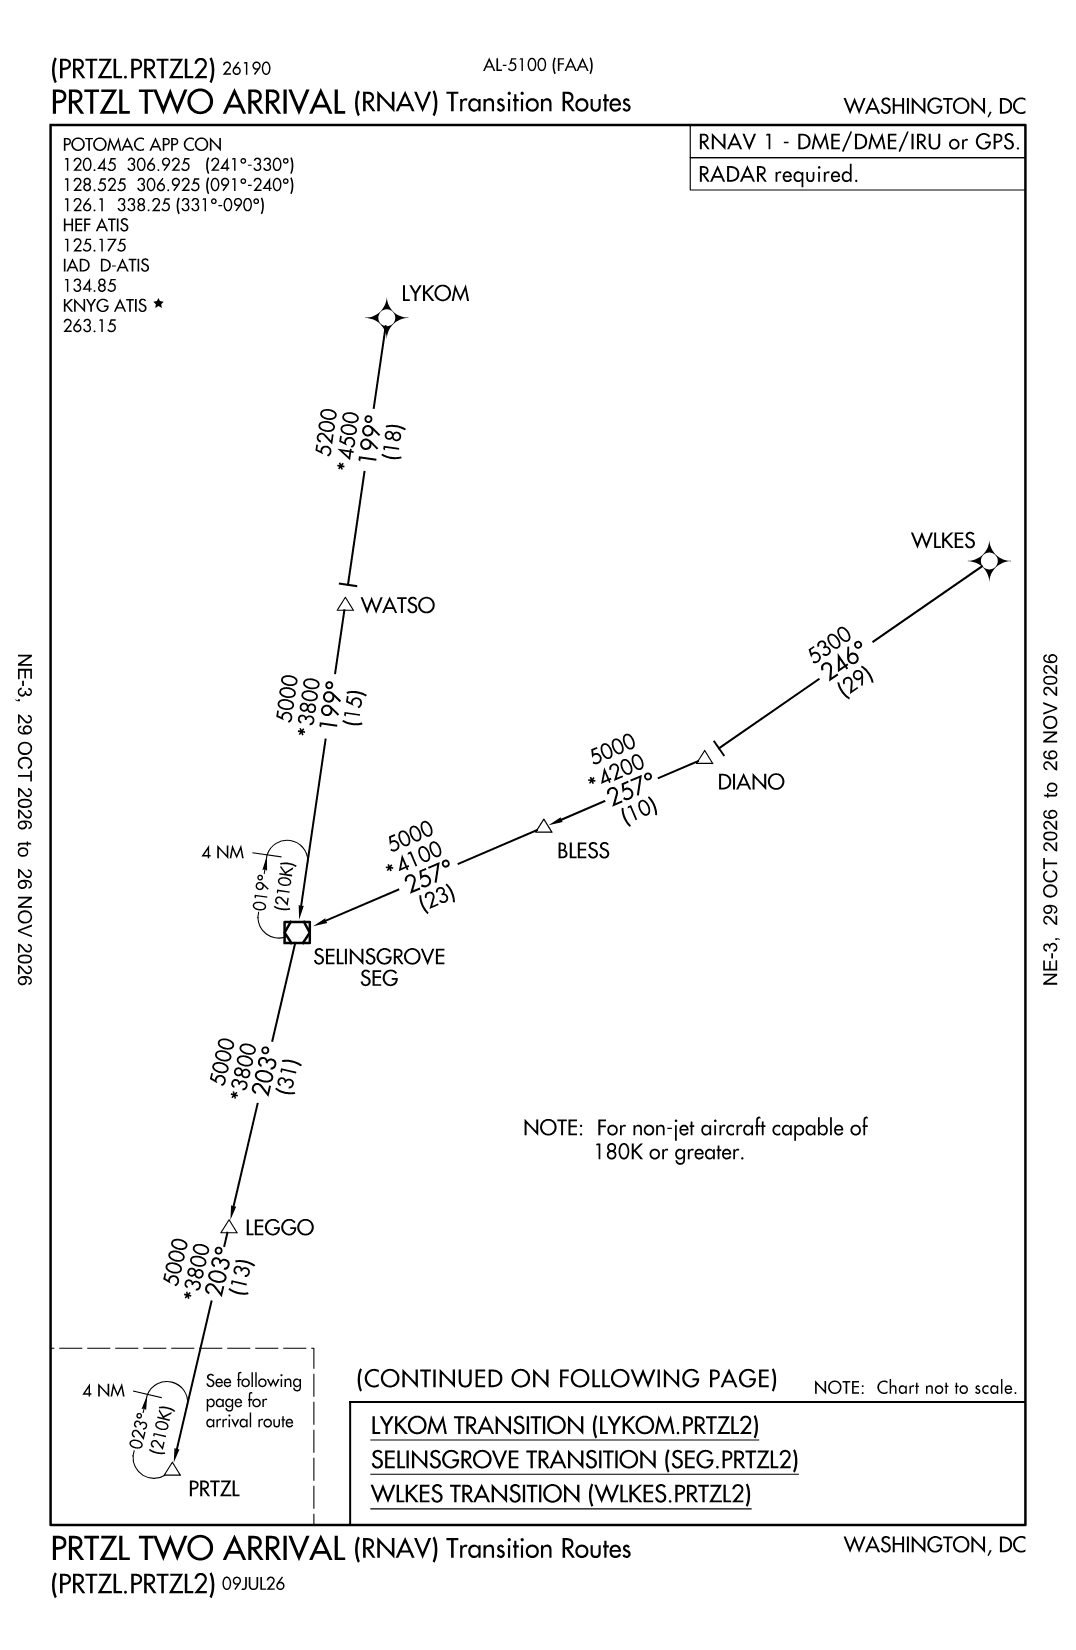 (PRTZL.PRTZL2) 26190
AL-5100 (FAA)
PRTZL TWO ARRIVAL (RNAV) Transition Routes
WASHINGTON, DC
POTOMAC APP CON
120.45 306.925 (241°-330°)
128.525 306.925 (091°-240°)
126.1 338.25 (331°-090°)
HEF ATIS
125.175
IAD D-ATIS
134.85
KNYG ATIS ★
263.15
RNAV 1 - DME/DME/IRU or GPS.
RADAR required.
LYKOM
5200
*4500
199°
(18)
WLKES
5300
246°
(29)
WATSO
5000
*3800
199°
(15)
DIANO
5000
*4200
257°
(10)
BLESS
5000
*4100
257°
(23)
4 NM
019°
(210K)
SELINSGROVE
SEG
5000
*3800
203°
(31)
NOTE: For non-jet aircraft capable of
180K or greater.
LEGGO
5000
*3800
203°
(13)
4 NM
023°
(210K)
See following
page for
arrival route
PRTZL
(CONTINUED ON FOLLOWING PAGE)
NOTE: Chart not to scale.
LYKOM TRANSITION (LYKOM.PRTZL2)
SELINSGROVE TRANSITION (SEG.PRTZL2)
WLKES TRANSITION (WLKES.PRTZL2)
NE-3, 29 OCT 2026 to 26 NOV 2026
NE-3, 29 OCT 2026 to 26 NOV 2026
PRTZL TWO ARRIVAL (RNAV) Transition Routes
WASHINGTON, DC
(PRTZL.PRTZL2) 09JUL26